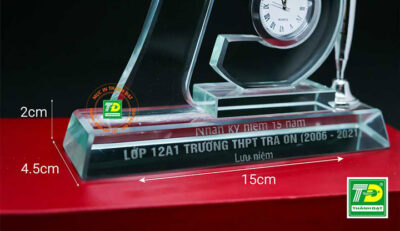 2cm
4.5cm
15cm
Nhân kỷ niệm 15 năm
LỚP 12A1 TRƯỜNG THPT TRÀ ÔN (2006 - 2021
Lưu niệm
TD
TD
THÀNH ĐẠT